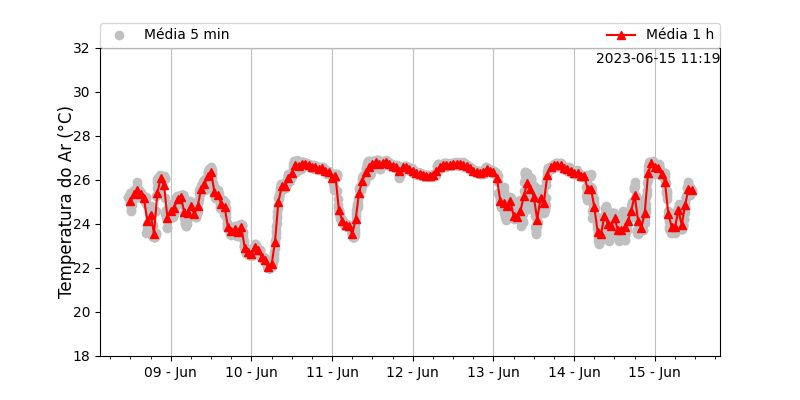 Média 5 min
Média 1 h
2023-06-15 11:19
Temperatura do Ar (°C)
32
30
28
26
24
22
20
18
09 - Jun
10 - Jun
11 - Jun
12 - Jun
13 - Jun
14 - Jun
15 - Jun